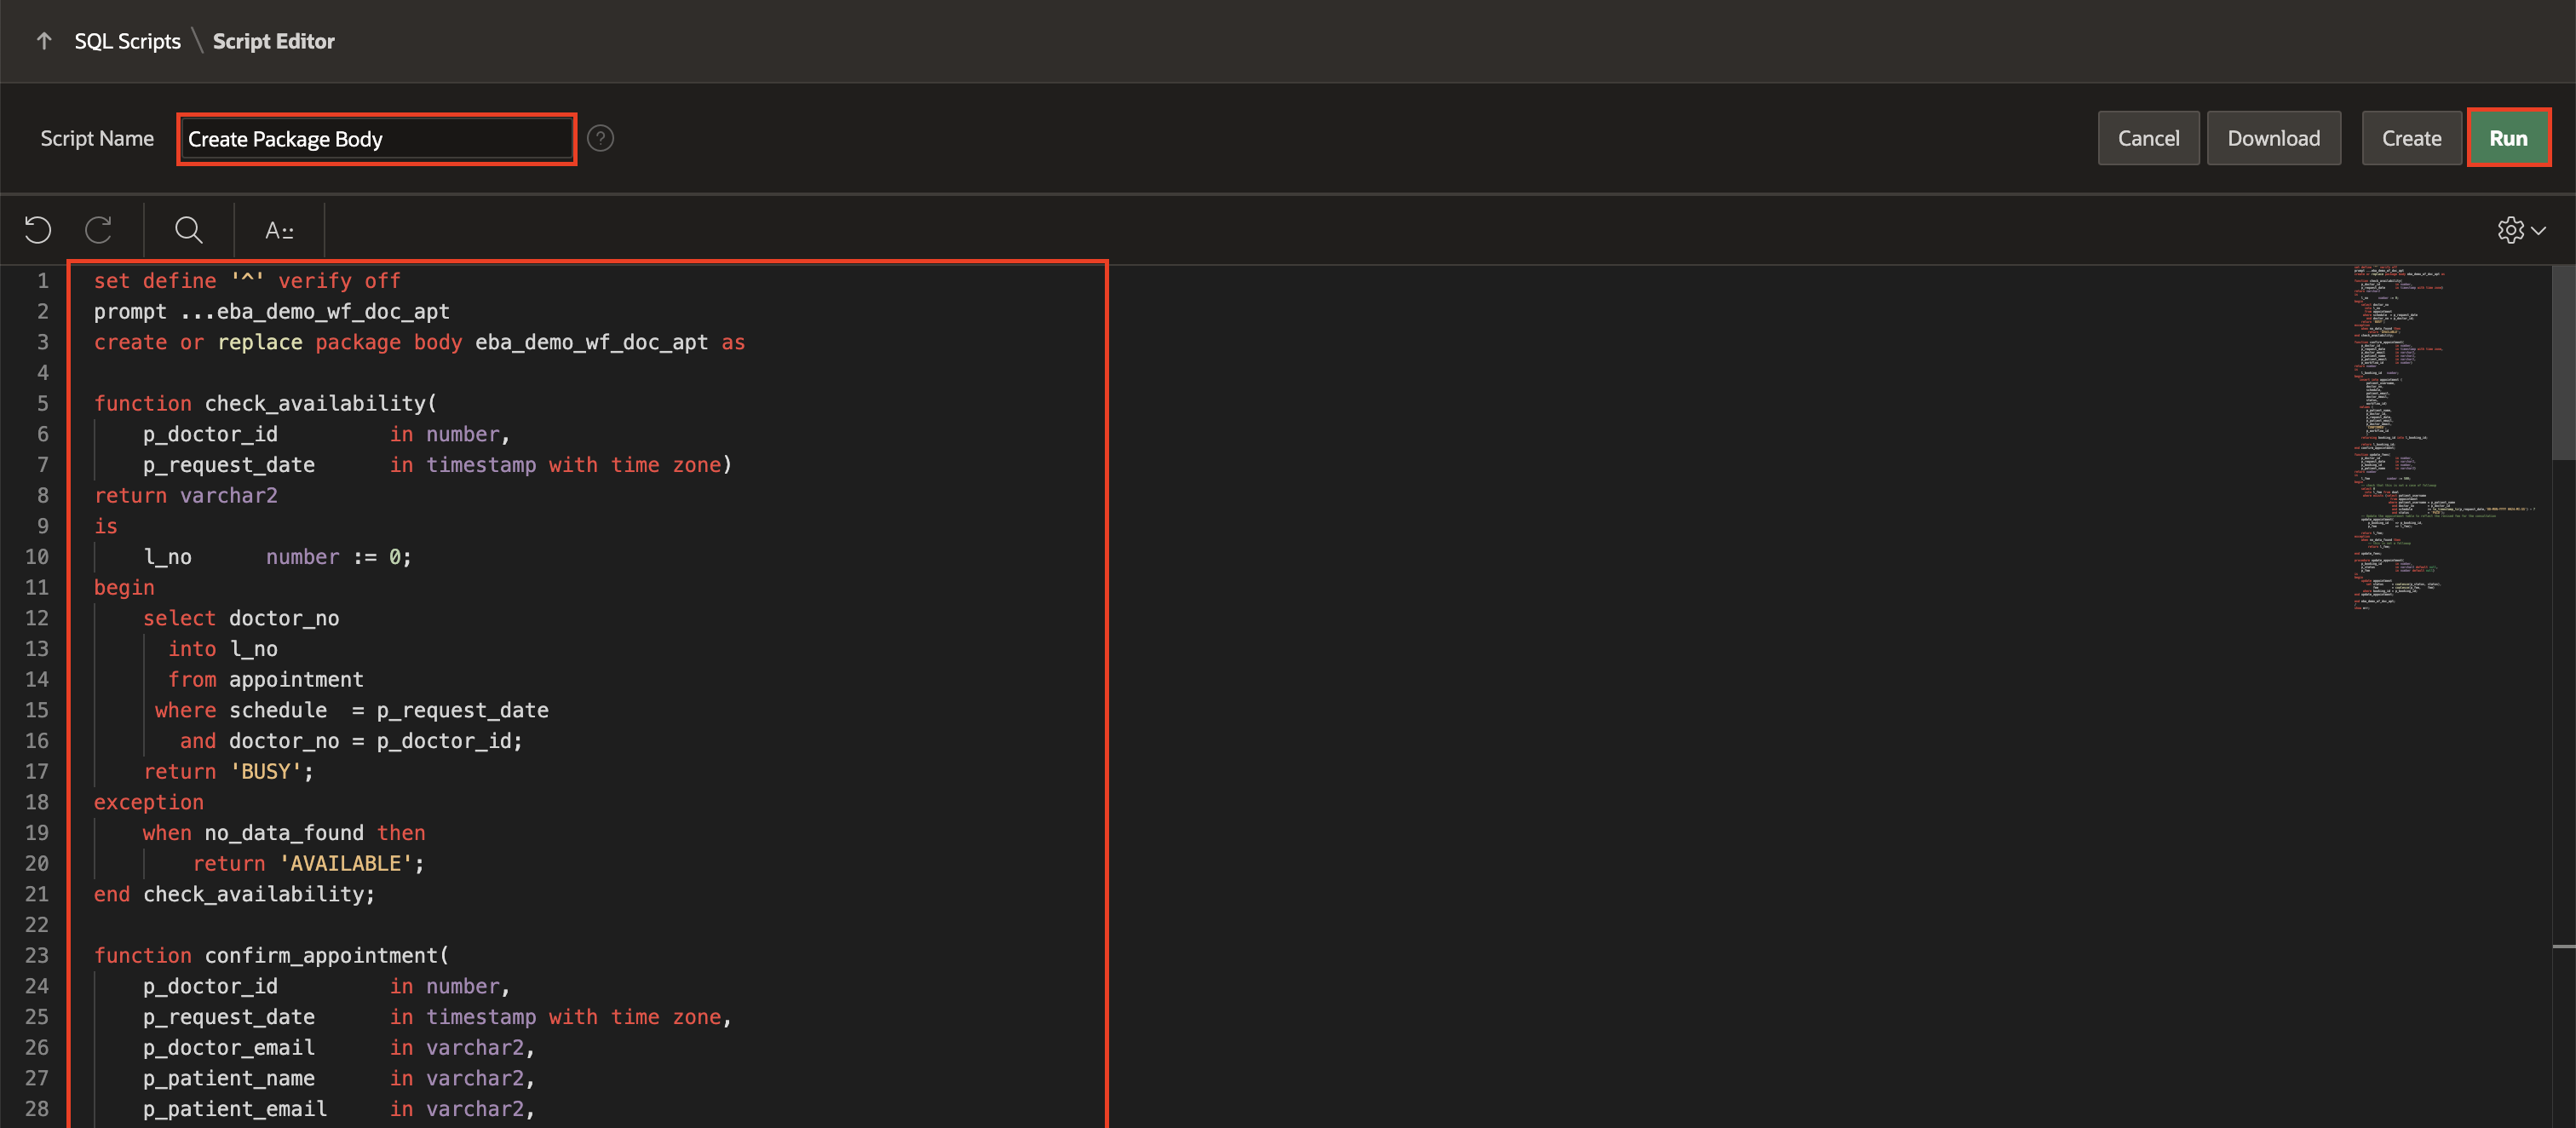 SQL Scripts \ Script Editor
Script Name Create Package Body ? Cancel Download Create Run
A::
1 set define '^' verify off
2 prompt ...eba_demo_wf_doc_apt
3 create or replace package body eba_demo_wf_doc_apt as
4
5 function check_availability(
6 p_doctor_id in number,
7 p_request_date in timestamp with time zone)
8 return varchar2
9 is
10 l_no number := 0;
11 begin
12 select doctor_no
13 into l_no
14 from appointment
15 where schedule = p_request_date
16 and doctor_no = p_doctor_id;
17 return 'BUSY';
18 exception
19 when no_data_found then
20 return 'AVAILABLE';
21 end check_availability;
22
23 function confirm_appointment(
24 p_doctor_id in number,
25 p_request_date in timestamp with time zone,
26 p_doctor_email in varchar2,
27 p_patient_name in varchar2,
28 p_patient_email in varchar2,